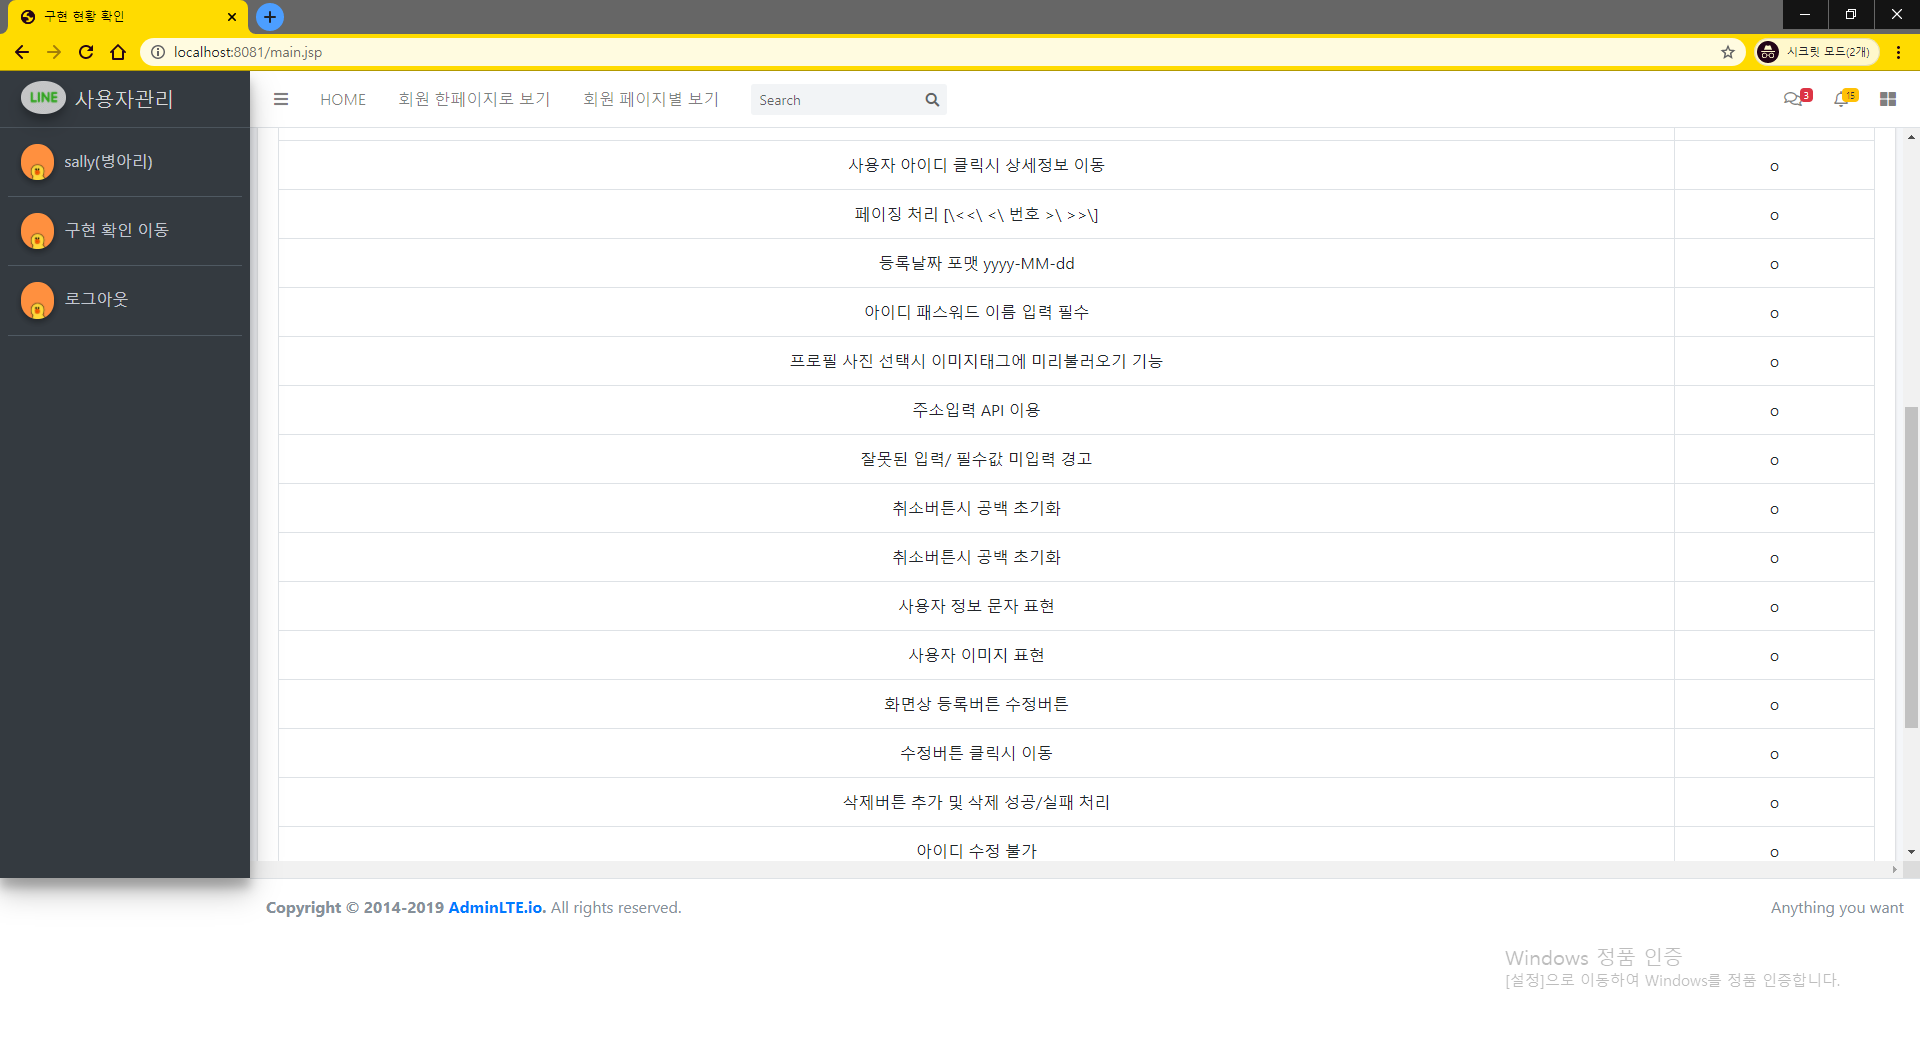 구현 현황 확인
localhost:8081/main.jsp
시크릿 모드(2개)
LINE 사용자관리
HOME 회원 한페이지로 보기 회원 페이지별 보기 Search
3 15
sally(병아리)
구현 확인 이동
로그아웃
사용자 아이디 클릭시 상세정보 이동 o
페이징 처리 [\<<\ <\ 번호 >\ >>\] o
등록날짜 포맷 yyyy-MM-dd o
아이디 패스워드 이름 입력 필수 o
프로필 사진 선택시 이미지태그에 미리불러오기 기능 o
주소입력 API 이용 o
잘못된 입력/ 필수값 미입력 경고 o
취소버튼시 공백 초기화 o
취소버튼시 공백 초기화 o
사용자 정보 문자 표현 o
사용자 이미지 표현 o
화면상 등록버튼 수정버튼 o
수정버튼 클릭시 이동 o
삭제버튼 추가 및 삭제 성공/실패 처리 o
아이디 수정 불가 o
Copyright © 2014-2019 AdminLTE.io. All rights reserved. Anything you want
Windows 정품 인증
[설정]으로 이동하여 Windows를 정품 인증합니다.